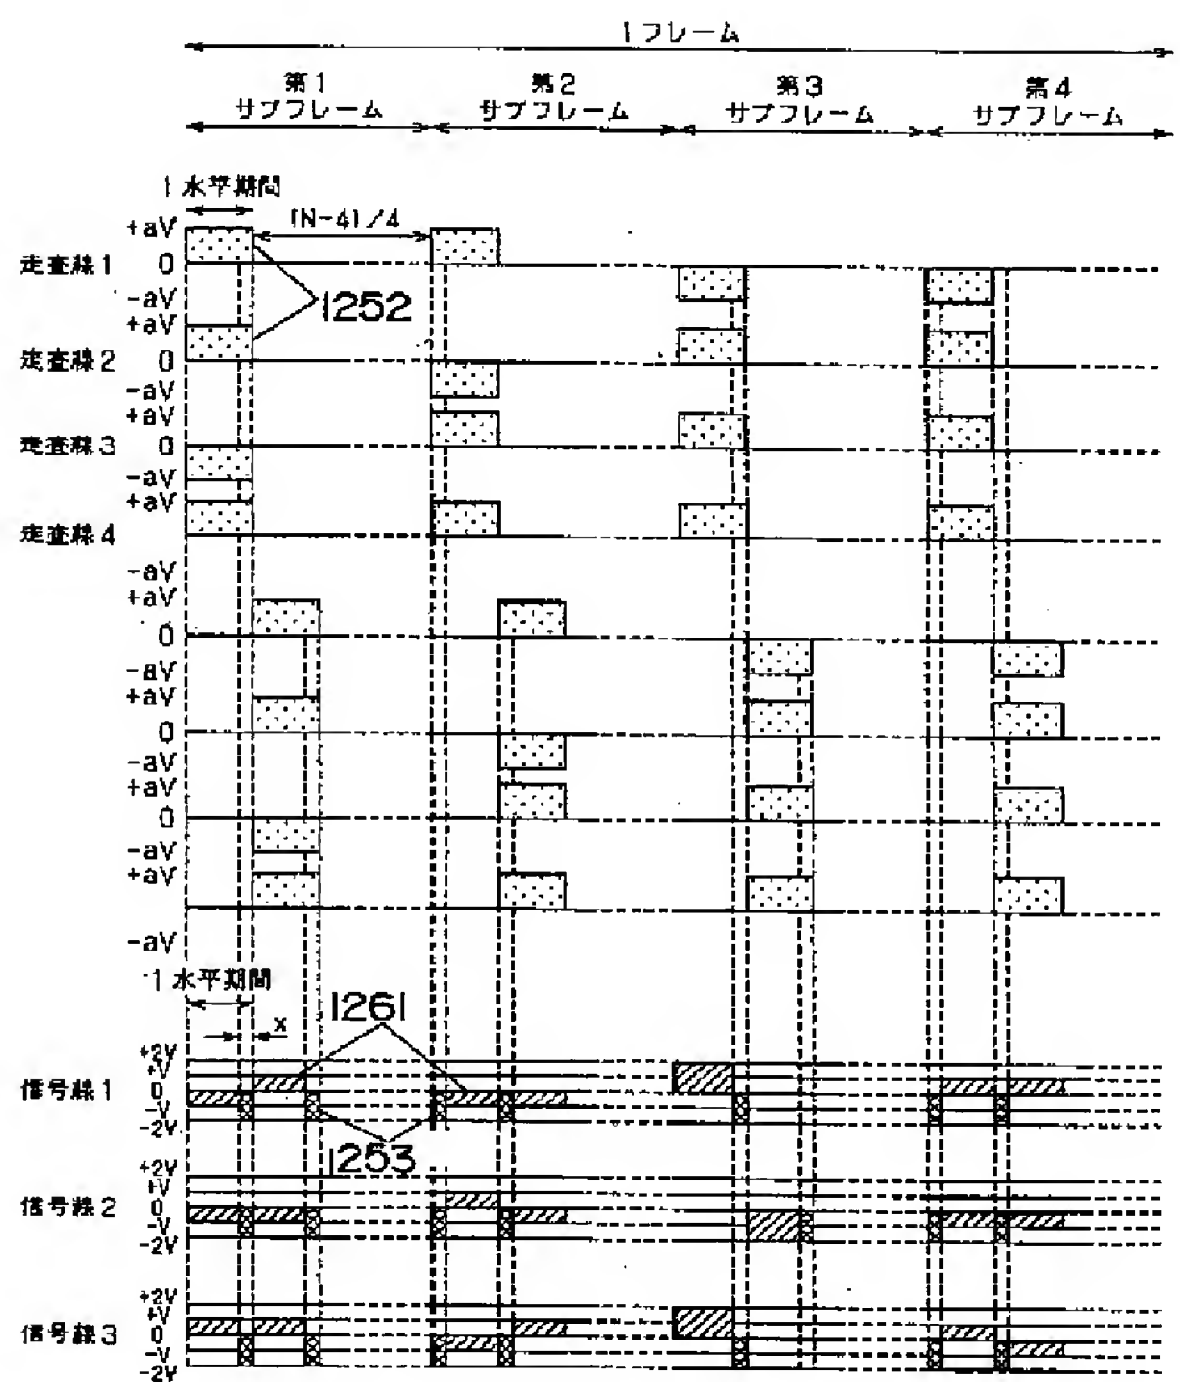 1フレーム
第1 第2 第3 第4
サブフレーム サブフレーム サブフレーム サブフレーム
1水平期間
(N-4)/4
+aV
走査線1 0
-aV
1252
+aV
走査線2 0
-aV
+aV
走査線3 0
-aV
+aV
走査線4
-aV
+aV
0
-aV
+aV
0
-aV
+aV
0
-aV
+aV
-aV
1水平期間
x
1261
+2V
+V
信号線1 0
-V
-2V
1253
+2V
+V
信号線2 0
-V
-2V
+2V
+V
信号線3 0
-V
-2V